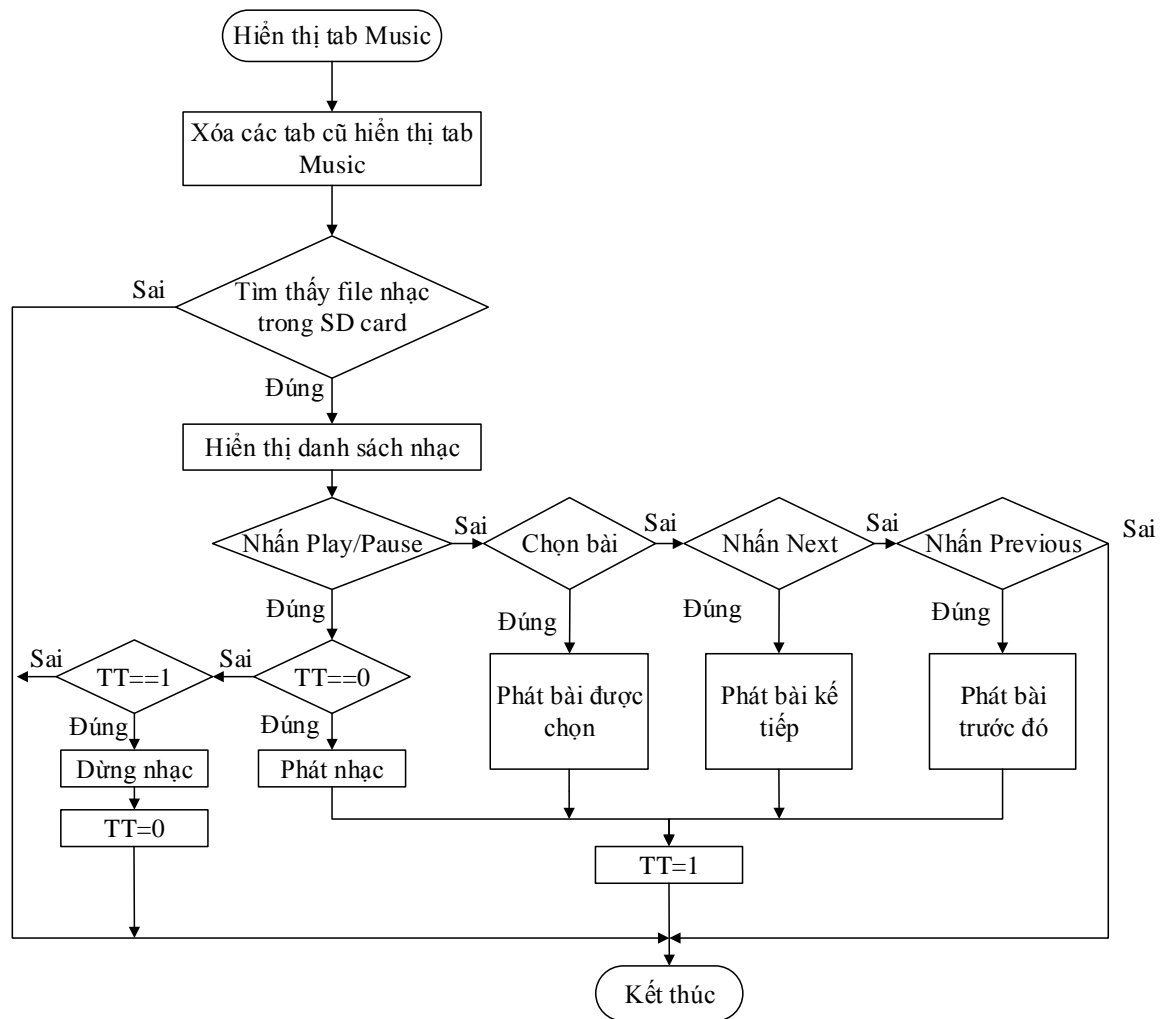 Hiển thị tab Music
Xóa các tab cũ hiển thị tab
Music
Sai
Tìm thấy file nhạc
trong SD card
Đúng
Hiển thị danh sách nhạc
Nhấn Play/Pause
Sai
Chọn bài
Sai
Nhấn Next
Sai
Nhấn Previous
Sai
Đúng
Đúng
Đúng
Đúng
Sai
TT==1
Sai
TT==0
Phát bài được
chọn
Phát bài kế
tiếp
Phát bài
trước đó
Đúng
Đúng
Dừng nhạc
Phát nhạc
TT=0
TT=1
Kết thúc